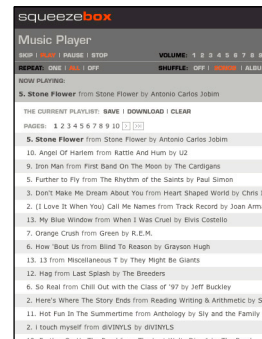 squeezebox
Music Player
SKIP | PLAY | PAUSE | STOP VOLUME: 1 2 3 4 5 6 7 8 9
REPEAT: ONE | ALL | OFF SHUFFLE: OFF | | ALBU
NOW PLAYING:
5. Stone Flower from Stone Flower by Antonio Carlos Jobim
THE CURRENT PLAYLIST: SAVE | DOWNLOAD | CLEAR
PAGES: 1 2 3 4 5 6 7 8 9 10 > >>
5. Stone Flower from Stone Flower by Antonio Carlos Jobim
10. Angel Of Harlem from Rattle And Hum by U2
9. Iron Man from First Band On The Moon by The Cardigans
5. Further to Fly from The Rhythm of the Saints by Paul Simon
3. Don't Make Me Dream About You from Heart Shaped World by Chris I
2. (I Love It When You) Call Me Names from Track Record by Joan Arm
13. My Blue Window from When I Was Cruel by Elvis Costello
7. Orange Crush from Green by R.E.M.
6. How 'Bout Us from Blind To Reason by Grayson Hugh
13. 13 from Miscellaneous T by They Might Be Giants
12. Hag from Last Splash by The Breeders
6. So Real from Chill Out with the Class of '97 by Jeff Buckley
2. Here's Where The Story Ends from Reading Writing & Arithmetic by S
11. Hot Fun In The Summertime from Anthology by Sly and the Family
2. i touch myself from diVINYLS by diVINYLS